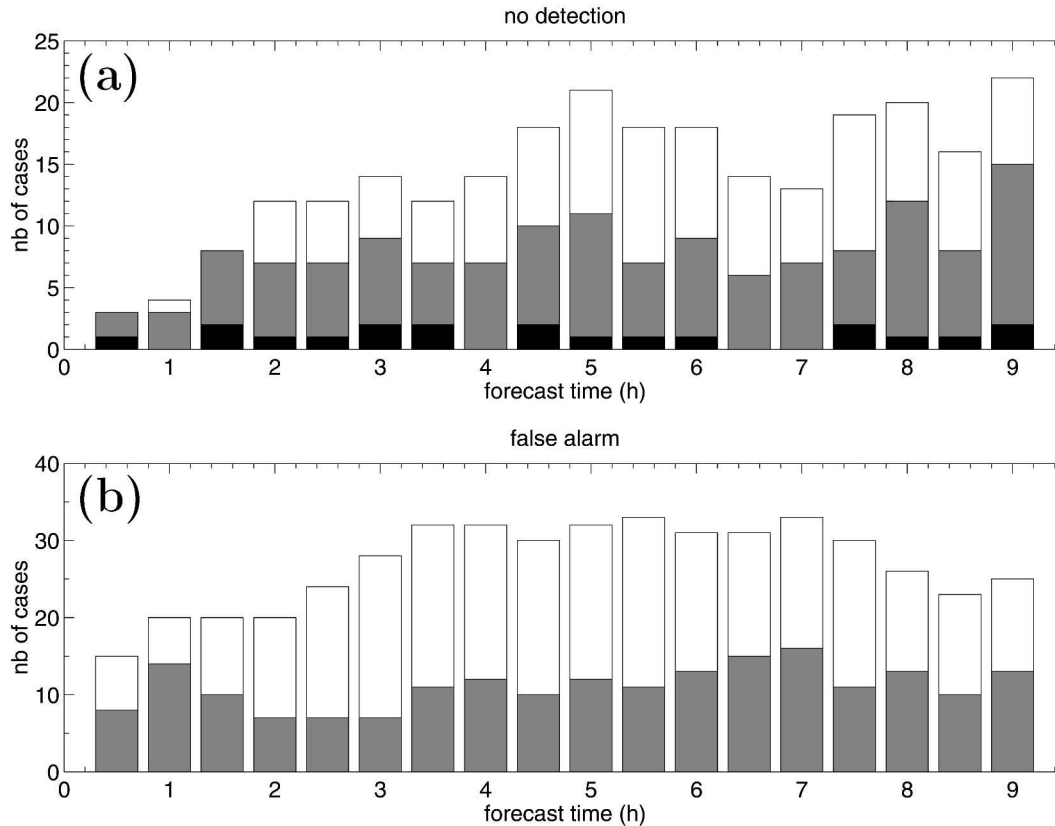 no detection
(a)
nb of cases
25
20
15
10
5
0
0 1 2 3 4 5 6 7 8 9
forecast time (h)
false alarm
(b)
nb of cases
40
30
20
10
0
0 1 2 3 4 5 6 7 8 9
forecast time (h)